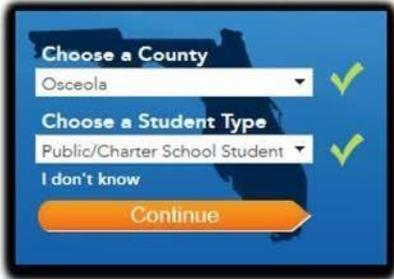 Choose a County
Osceola
Choose a Student Type
Public/Charter School Student
I don't know
Continue